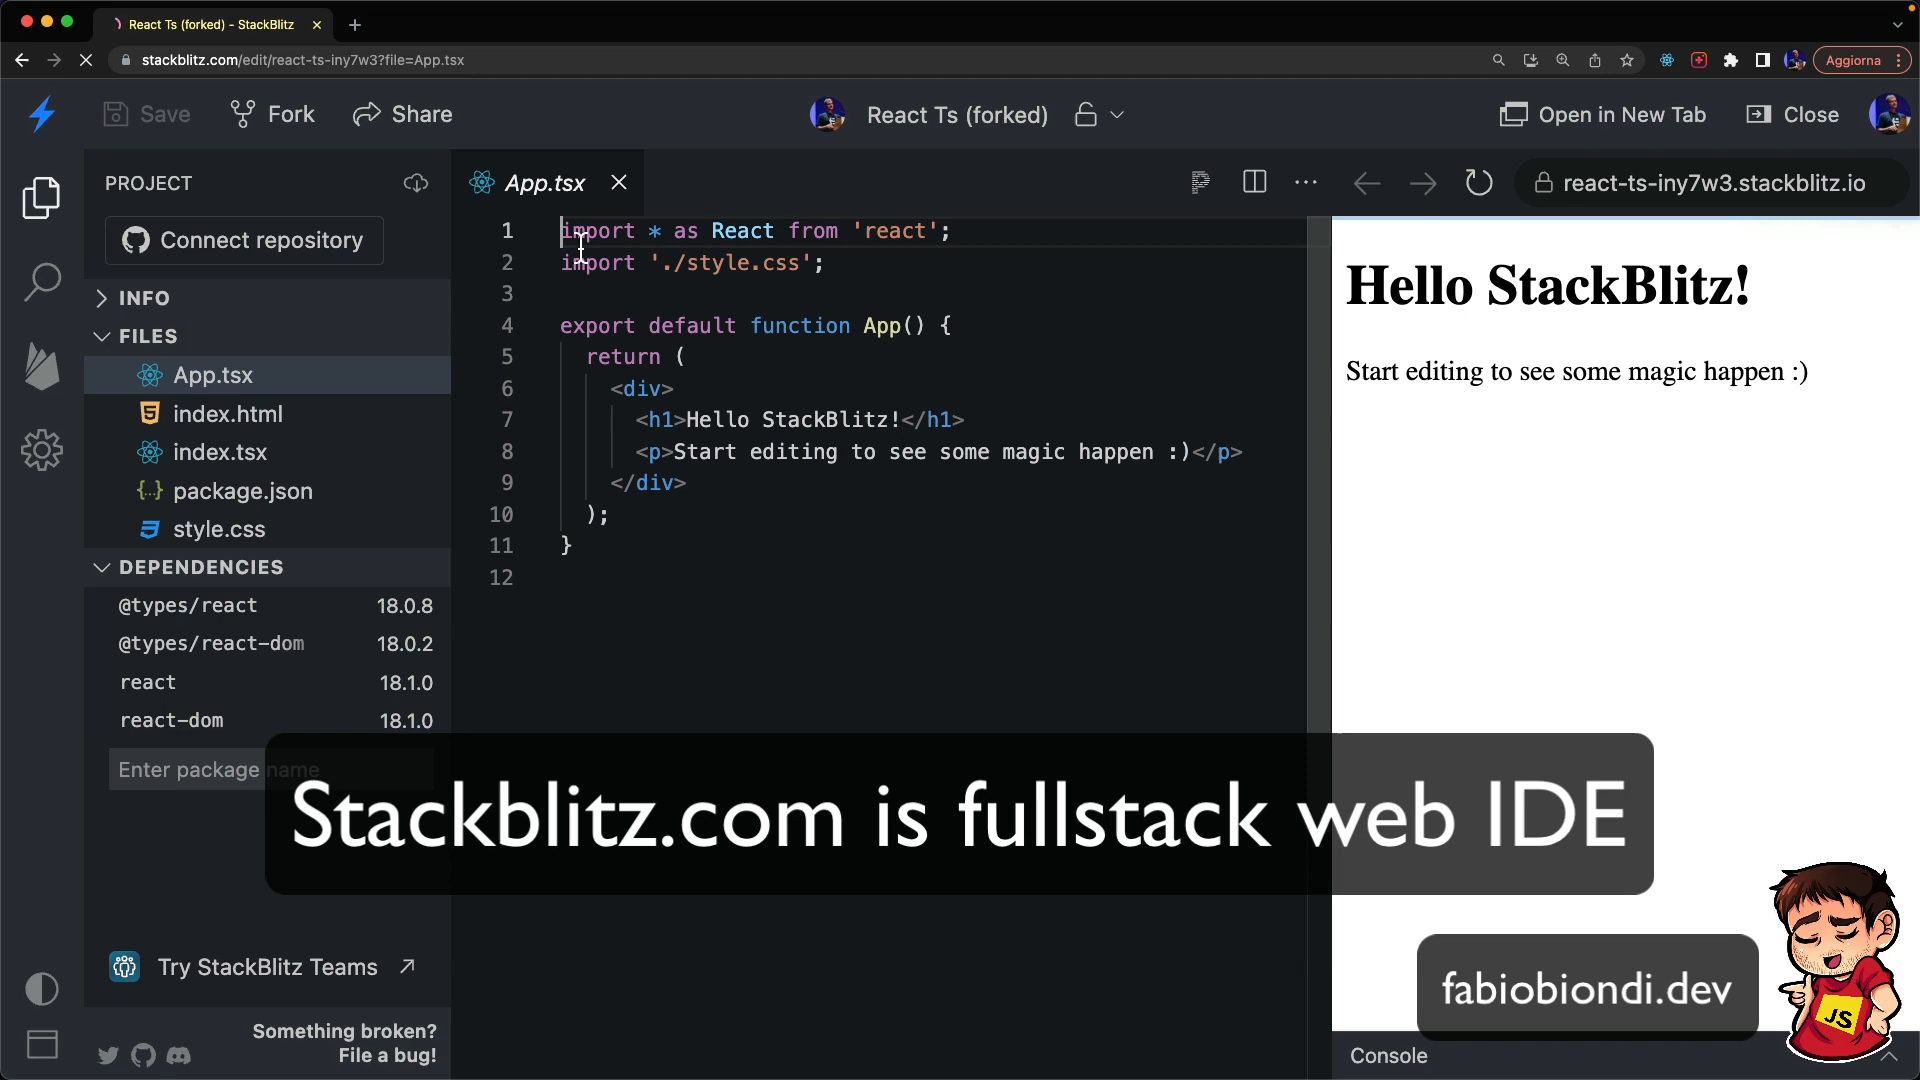 React Ts (forked) - StackBlitz
stackblitz.com/edit/react-ts-iny7w3?file=App.tsx
Aggiorna
Save
Fork
Share
React Ts (forked)
Open in New Tab
Close
PROJECT
Connect repository
INFO
FILES
App.tsx
index.html
index.tsx
package.json
style.css
DEPENDENCIES
@types/react 18.0.8
@types/react-dom 18.0.2
react 18.1.0
react-dom 18.1.0
Enter package name
Try StackBlitz Teams
Something broken?
File a bug!
App.tsx
1 import * as React from 'react';
2 import './style.css';
3
4 export default function App() {
5 return (
6 <div>
7 <h1>Hello StackBlitz!</h1>
8 <p>Start editing to see some magic happen :)</p>
9 </div>
10 );
11 }
12
react-ts-iny7w3.stackblitz.io
Hello StackBlitz!
Start editing to see some magic happen :)
Stackblitz.com is fullstack web IDE
fabiobiondi.dev
JS
Console